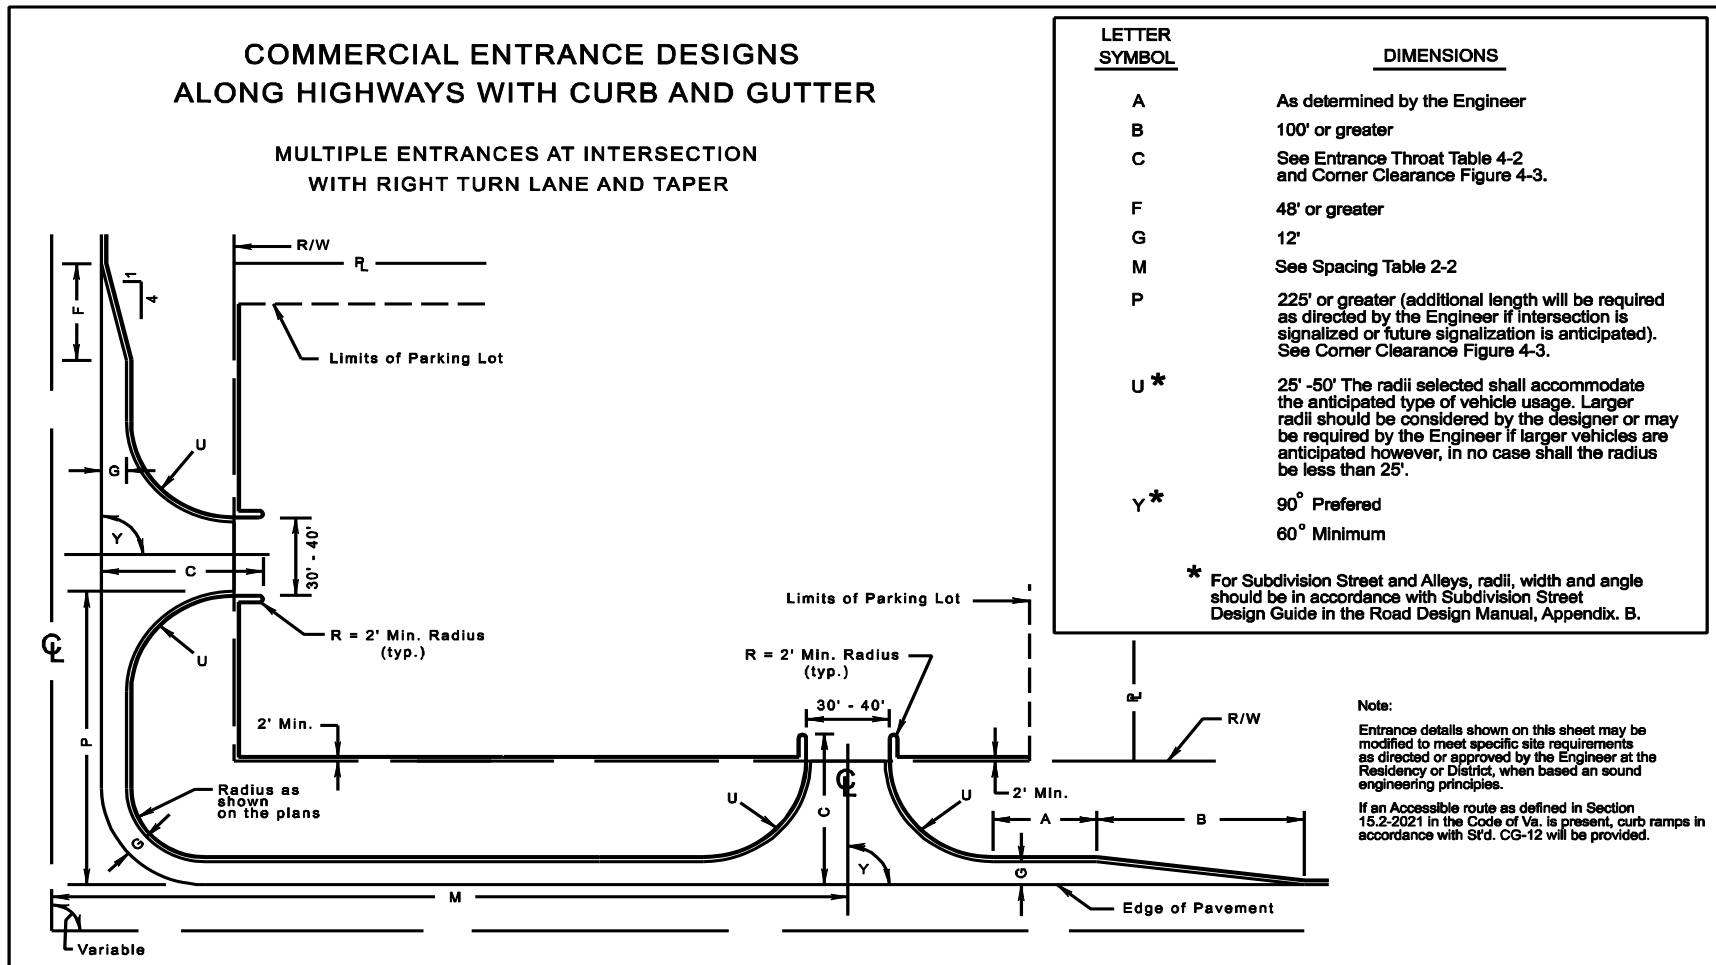 COMMERCIAL ENTRANCE DESIGNS
ALONG HIGHWAYS WITH CURB AND GUTTER
MULTIPLE ENTRANCES AT INTERSECTION
WITH RIGHT TURN LANE AND TAPER
LETTER
SYMBOL DIMENSIONS
A As determined by the Engineer
B 100' or greater
C See Entrance Throat Table 4-2
and Corner Clearance Figure 4-3.
F 48' or greater
G 12'
M See Spacing Table 2-2
P 225' or greater (additional length will be required
as directed by the Engineer if intersection is
signalized or future signalization is anticipated).
See Corner Clearance Figure 4-3.
U * 25' -50' The radii selected shall accommodate
the anticipated type of vehicle usage. Larger
radii should be considered by the designer or may
be required by the Engineer if larger vehicles are
anticipated however, in no case shall the radius
be less than 25'.
Y * 90° Prefered
60° Minimum
* For Subdivision Street and Alleys, radii, width and angle
should be in accordance with Subdivision Street
Design Guide in the Road Design Manual, Appendix. B.
R/W
PL
1
4
F
Limits of Parking Lot
U
G
Y
30' - 40'
C
CL
R = 2' Min. Radius
(typ.)
U
P
2' Min.
Radius as
shown
on the plans
G
M
Variable
Limits of Parking Lot
R = 2' Min. Radius
(typ.)
30' - 40'
CL
C
U
U
Y
2' Min.
A
B
G
Edge of Pavement
PL
R/W
Note:
Entrance details shown on this sheet may be
modified to meet specific site requirements
as directed or approved by the Engineer at the
Residency or District, when based an sound
engineering principles.
If an Accessible route as defined in Section
15.2-2021 in the Code of Va. is present, curb ramps in
accordance with St'd. CG-12 will be provided.